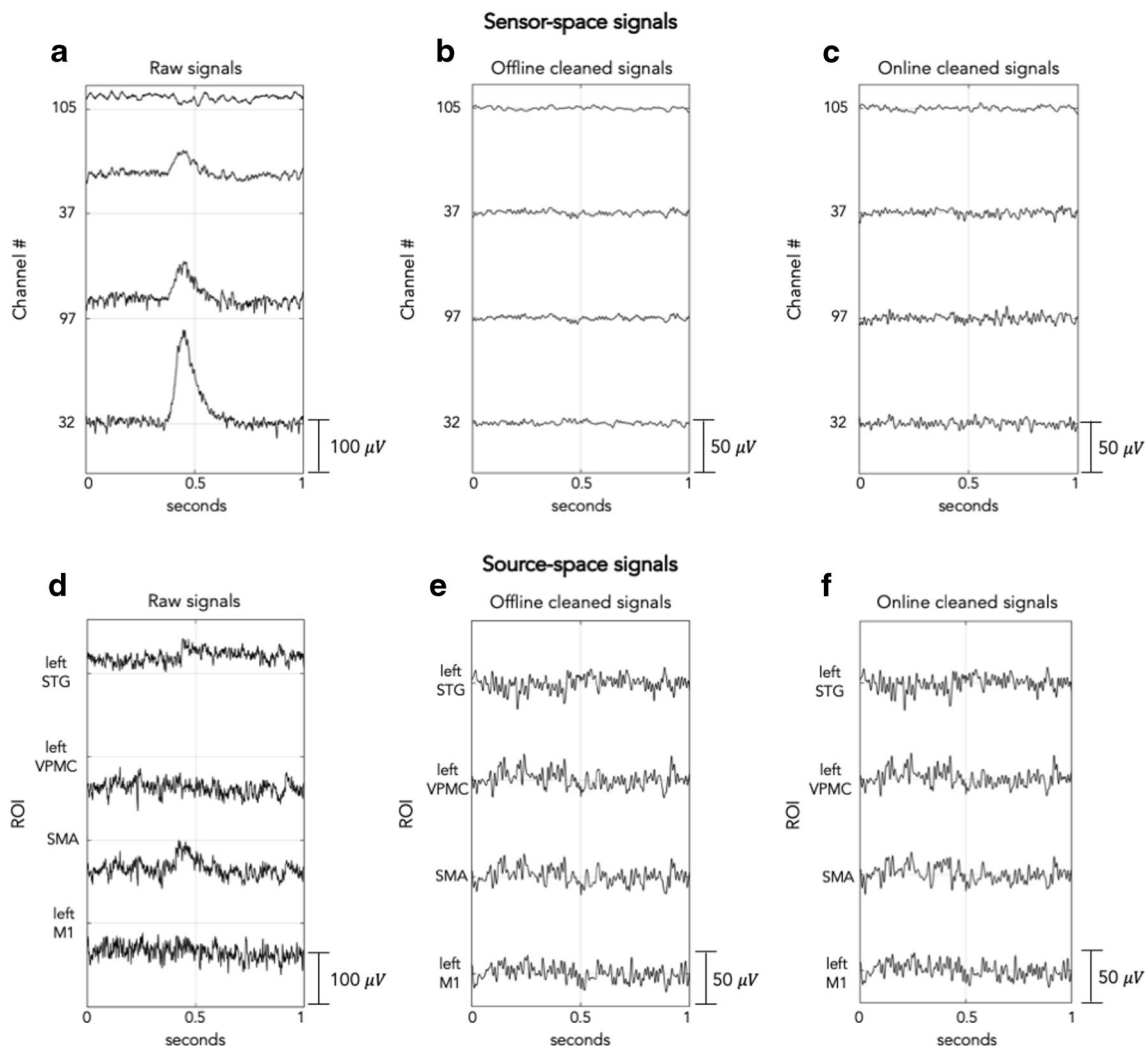 Sensor-space signals
a
Raw signals
Channel #
105
37
97
32
100 μV
0
0.5
1
seconds
b
Offline cleaned signals
Channel #
105
37
97
32
50 μV
0
0.5
1
seconds
c
Online cleaned signals
Channel #
105
37
97
32
50 μV
0
0.5
1
seconds
Source-space signals
d
Raw signals
ROI
left
STG
left
VPMC
SMA
left
M1
100 μV
0
0.5
1
seconds
e
Offline cleaned signals
ROI
left
STG
left
VPMC
SMA
left
M1
50 μV
0
0.5
1
seconds
f
Online cleaned signals
ROI
left
STG
left
VPMC
SMA
left
M1
50 μV
0
0.5
1
seconds